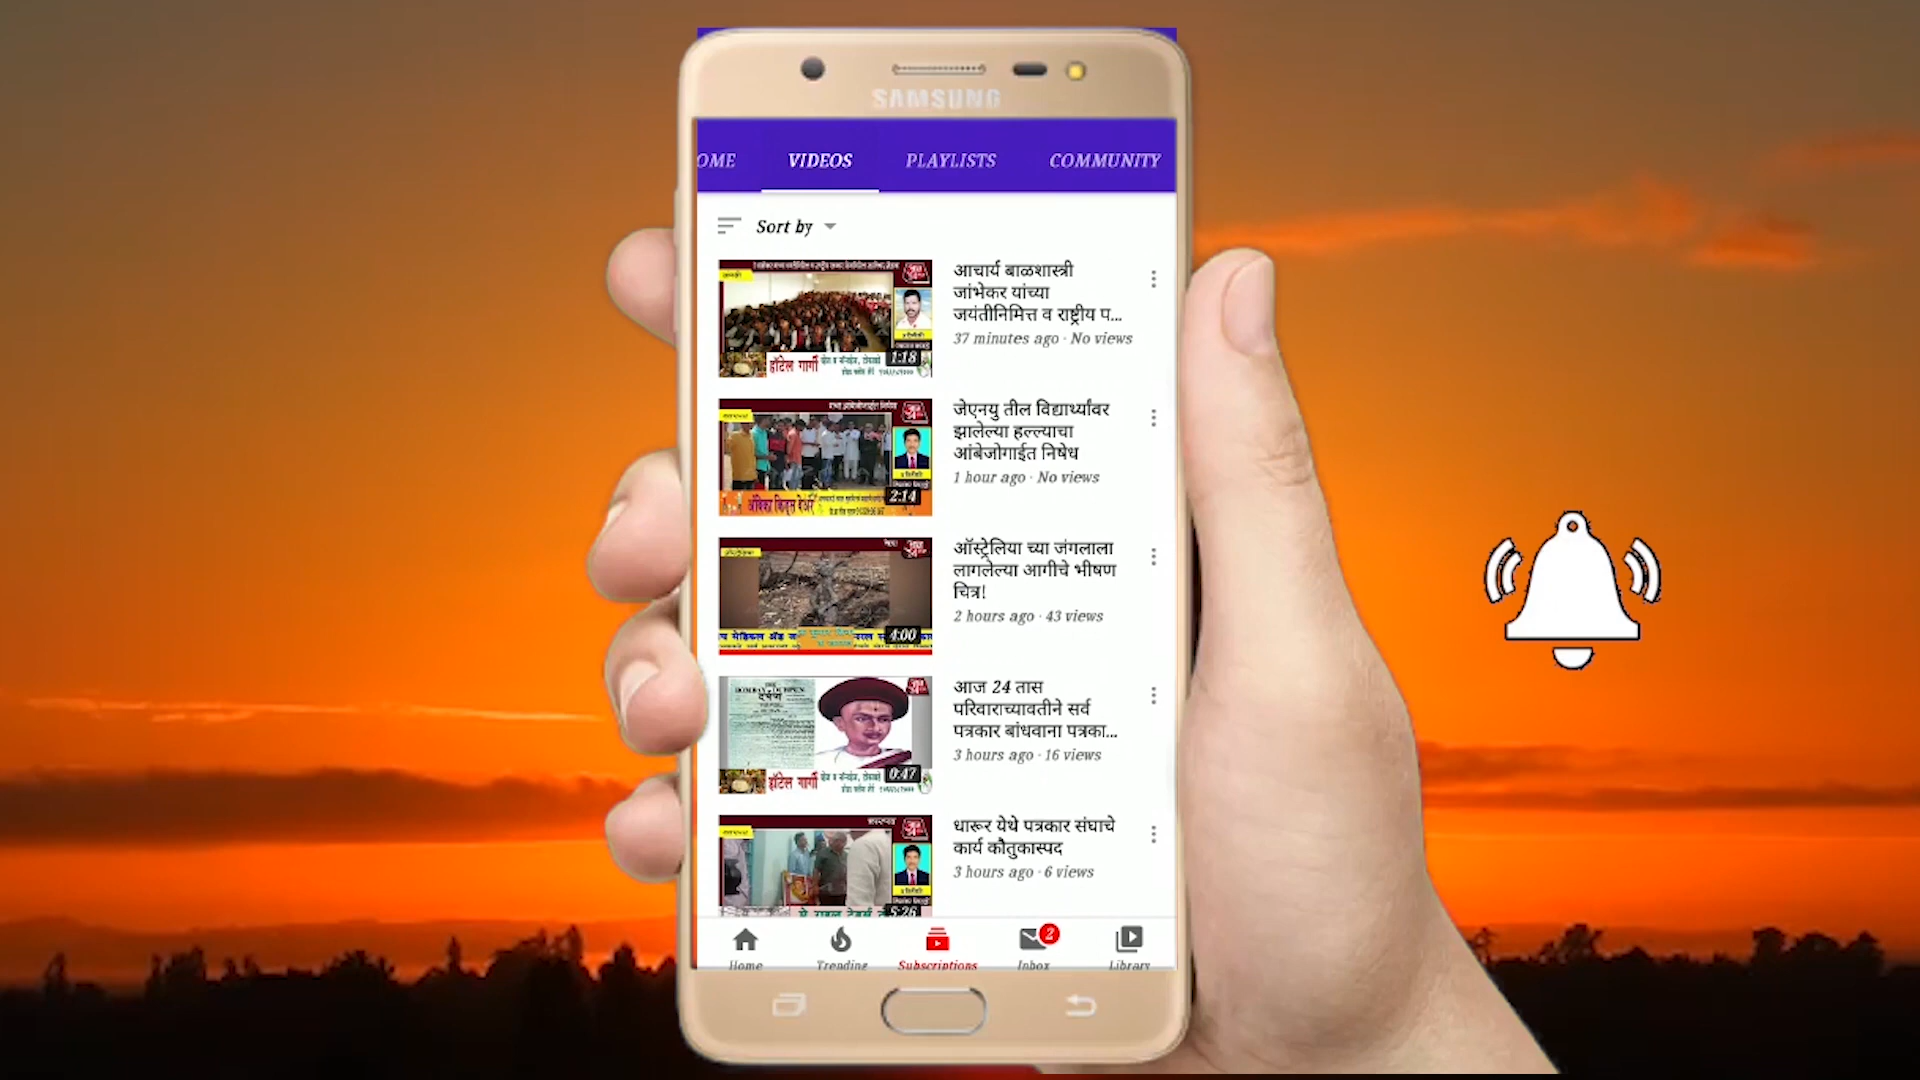 SAMSUNG
OME VIDEOS PLAYLISTS COMMUNITY
Sort by
आचार्य बाळशास्त्री
जांभेकर यांच्या
जयंतीनिमित्त व राष्ट्रीय प...
37 minutes ago · No views
1:18
हॉटेल गार्गी
जेएनयु तील विद्यार्थ्यांवर
झालेल्या हल्ल्याचा
आंबेजोगाईत निषेध
1 hour ago · No views
2:14
अंबिका किड्स वेअर
ऑस्ट्रेलिया च्या जंगलाला
लागलेल्या आगीचे भीषण
चित्र!
2 hours ago · 43 views
4:00
आज 24 तास
परिवाराच्यावतीने सर्व
पत्रकार बांधवाना पत्रका...
3 hours ago · 16 views
0:47
हॉटेल गार्गी
धारूर येथे पत्रकार संघाचे
कार्य कौतुकास्पद
3 hours ago · 6 views
5:26
2
Home Trending Subscriptions Inbox Library